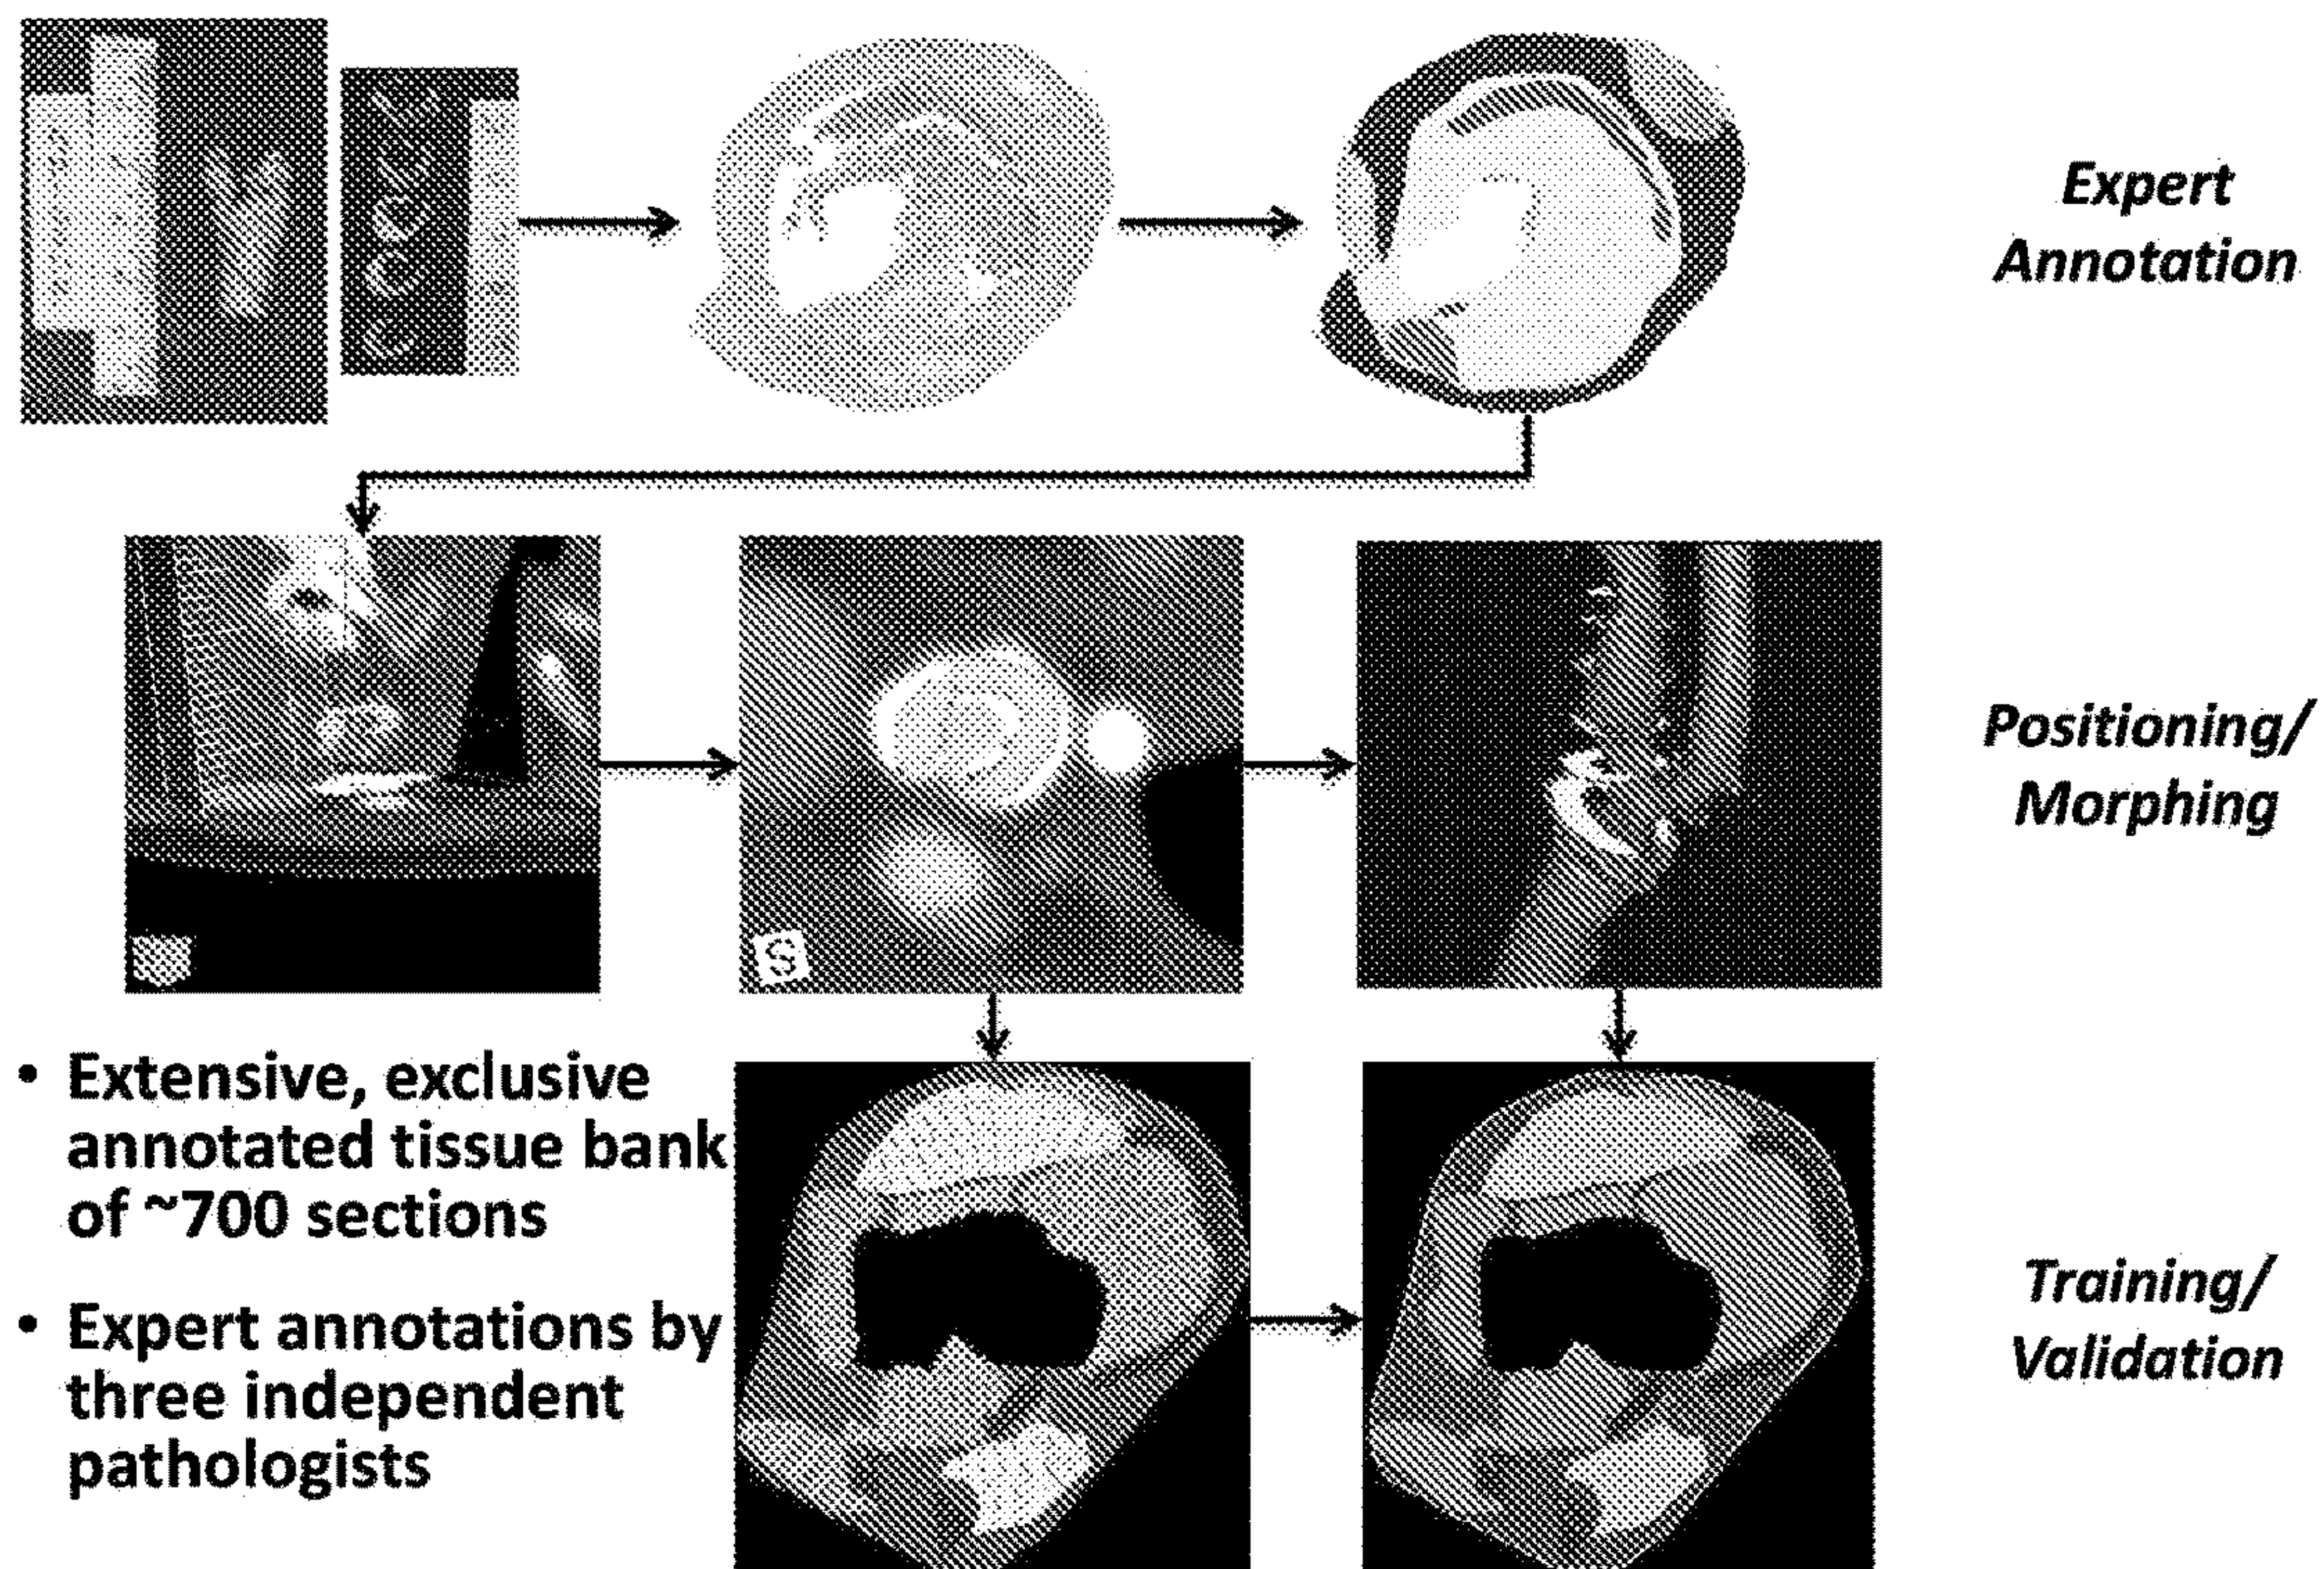 Expert
Annotation
Positioning/
Morphing
S
• Extensive, exclusive
annotated tissue bank
of ~700 sections
• Expert annotations by
three independent
pathologists
Training/
Validation